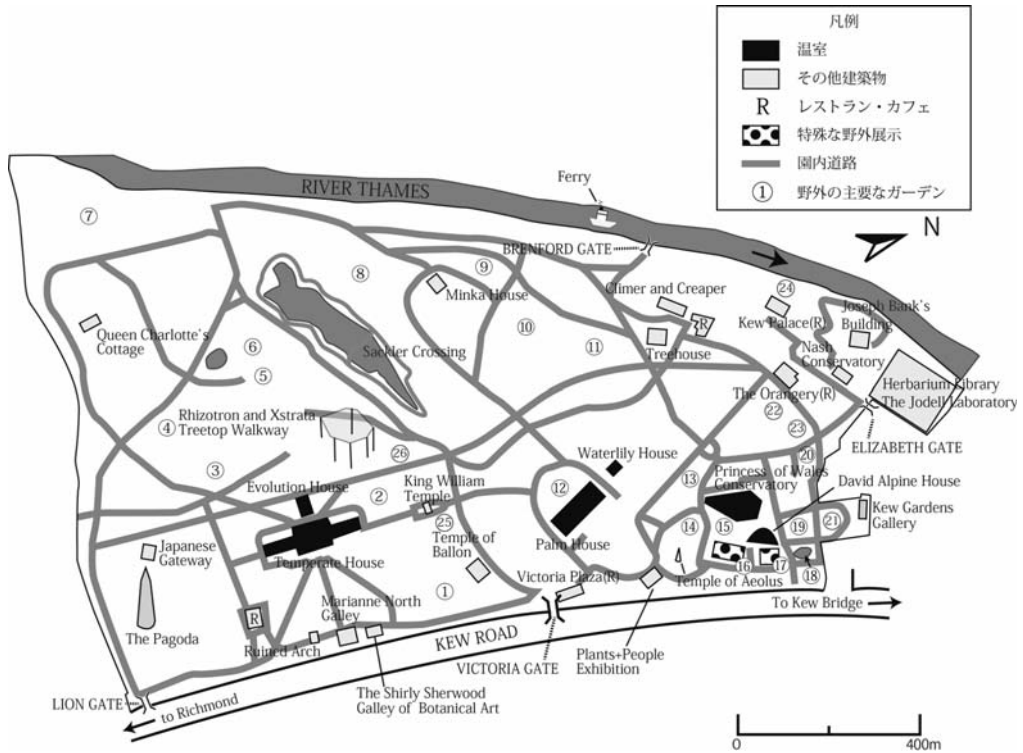 凡例
温室
その他建築物
R
レストラン・カフェ
特殊な野外展示
園内道路
①
野外の主要なガーデン
N
RIVER THAMES
Ferry
BRENFORD GATE
⑦
⑧
⑨
Minka House
Climer and Creaper
R
Treehouse
㉔
Kew Palace(R)
Joseph Bank's
Building
Nash
Conservatory
Herbarium Library
The Jodell Laboratory
Queen Charlotte's
Cottage
⑥
⑤
Sackler Crossing
⑩
⑪
The Orangery(R)
㉒
㉓
ELIZABETH GATE
④
Rhizotron and Xstrata
Treetop Walkway
③
㉖
Evolution House
②
King William
Temple
㉕
Temple of
Ballon
⑫
Waterlily House
Palm House
⑬
⑭
Princess of Wales
Conservatory
⑮
⑳
David Alpine House
⑲
㉑
Kew Gardens
Gallery
⑯
⑰
⑱
Temple of Aeolus
Japanese
Gateway
Temperate House
The Pagoda
R
Marianne North
Galley
Ruined Arch
①
Victoria Plaza(R)
KEW ROAD
VICTORIA GATE
Plants+People
Exhibition
To Kew Bridge
LION GATE
to Richmond
The Shirly Sherwood
Galley of Botanical Art
0
400m